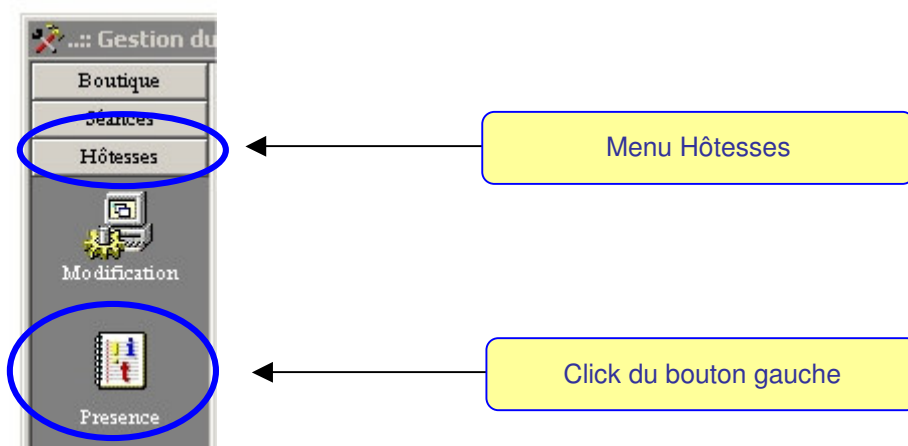 ..:: Gestion du
Boutique
Séances
Hôtesses
Menu Hôtesses
Modification
Click du bouton gauche
Presence